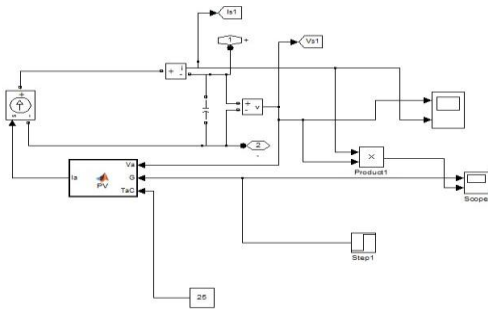 Is1
1
+
Vs1
+
i
-
+
-
v
+
s
-
2
-
Ia
PV
Va
G
TaC
Product1
Scope
Step1
25